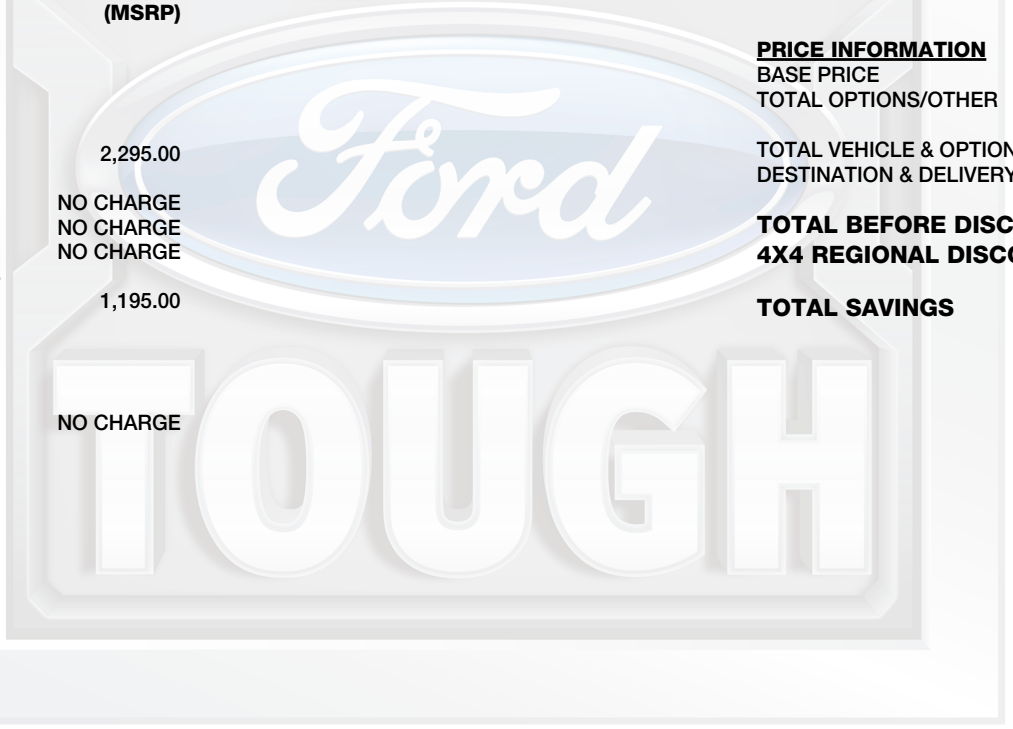 (MSRP)
2,295.00
NO CHARGE
NO CHARGE
NO CHARGE
1,195.00
NO CHARGE
PRICE INFORMATION
BASE PRICE
TOTAL OPTIONS/OTHER
TOTAL VEHICLE & OPTION
DESTINATION & DELIVERY
TOTAL BEFORE DISC
4X4 REGIONAL DISCO
TOTAL SAVINGS
Ford
TOUGH